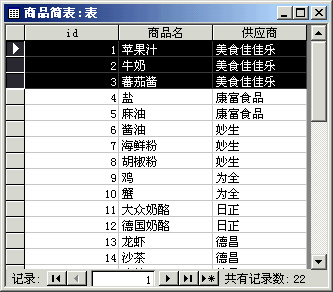 商品简表:表
id 商品名 供应商
1 苹果汁 美食佳佳乐
2 牛奶 美食佳佳乐
3 番茄酱 美食佳佳乐
4 盐 康富食品
5 麻油 康富食品
6 酱油 妙生
7 海鲜粉 妙生
8 胡椒粉 妙生
9 鸡 为全
10 蟹 为全
11 大众奶酪 日正
12 德国奶酪 日正
13 龙虾 德昌
14 沙茶 德昌
记录: 1 共有记录数: 22